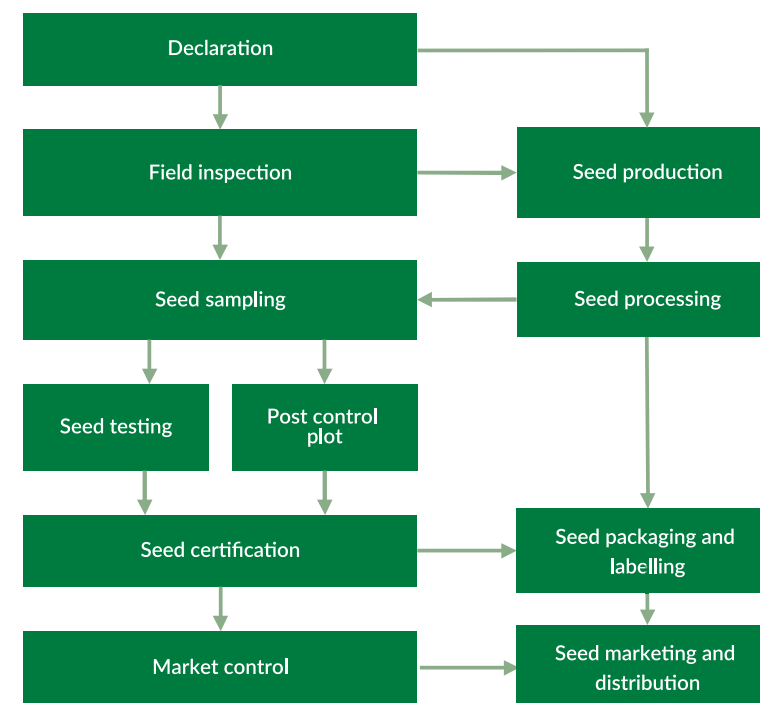 Declaration
Field inspection
Seed production
Seed sampling
Seed processing
Seed testing
Post control
plot
Seed certification
Seed packaging and
labelling
Market control
Seed marketing and
distribution